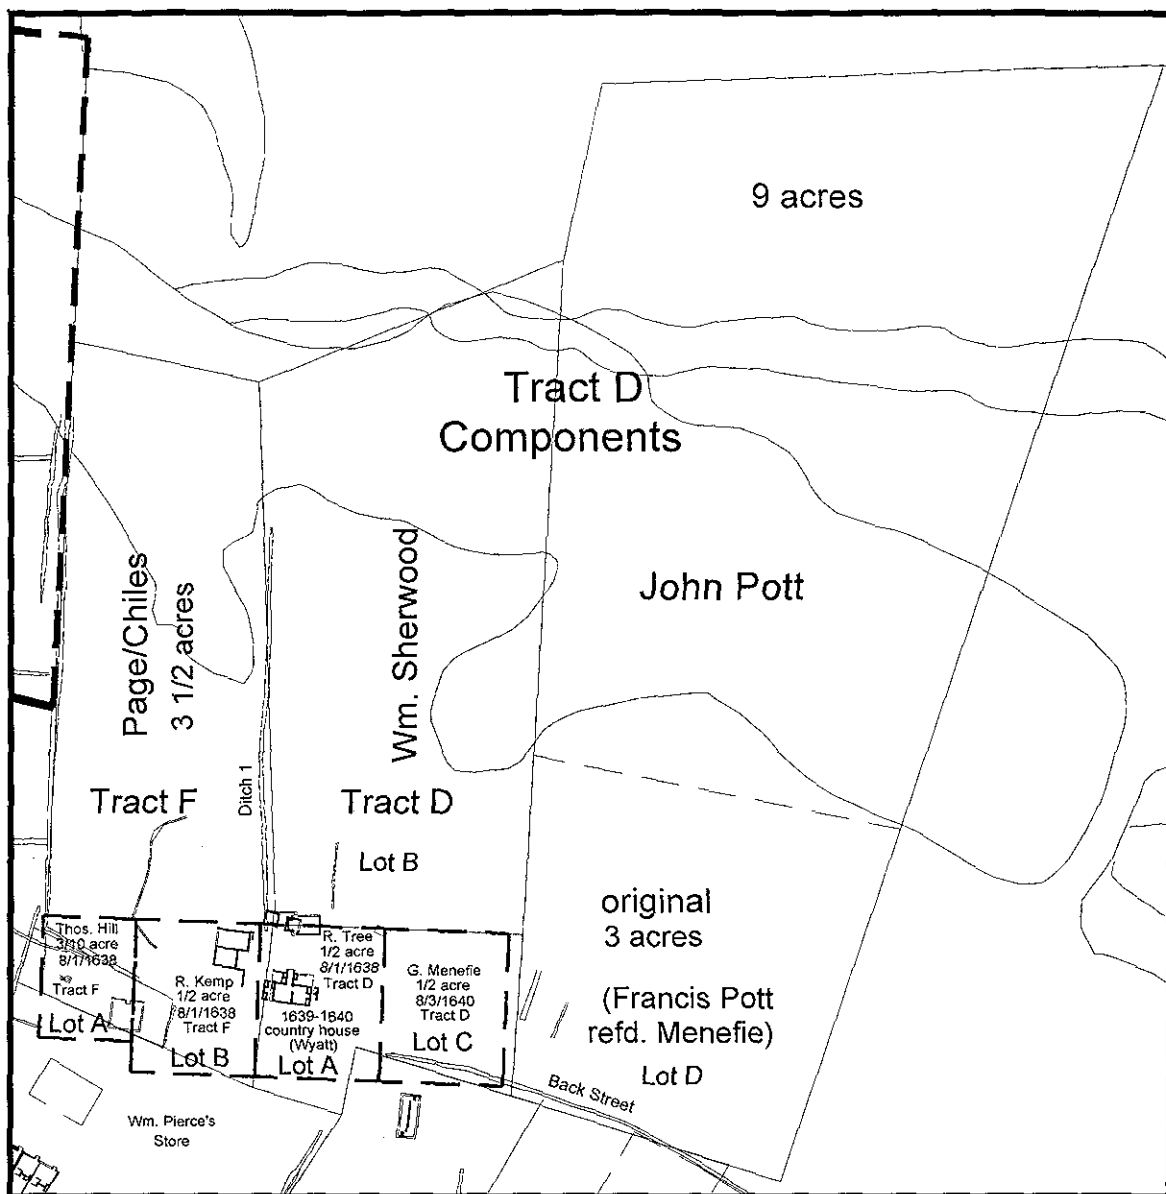 9 acres
Tract D
Components
John Pott
Page/Chiles
3 1/2 acres
Wm. Sherwood
Ditch 1
Tract F
Tract D
Lot B
original
3 acres
(Francis Pott
refd. Menefie)
Lot D
Thos. Hill
3/10 acre
8/1/1638
Tract F
Lot A
R. Kemp
1/2 acre
8/1/1638
Tract F
Lot B
R. Tree
1/2 acre
8/1/1638
Tract D
1639-1640
country house
(Wyatt)
Lot A
G. Menefie
1/2 acre
8/3/1640
Tract D
Lot C
Back Street
Wm. Pierce's
Store